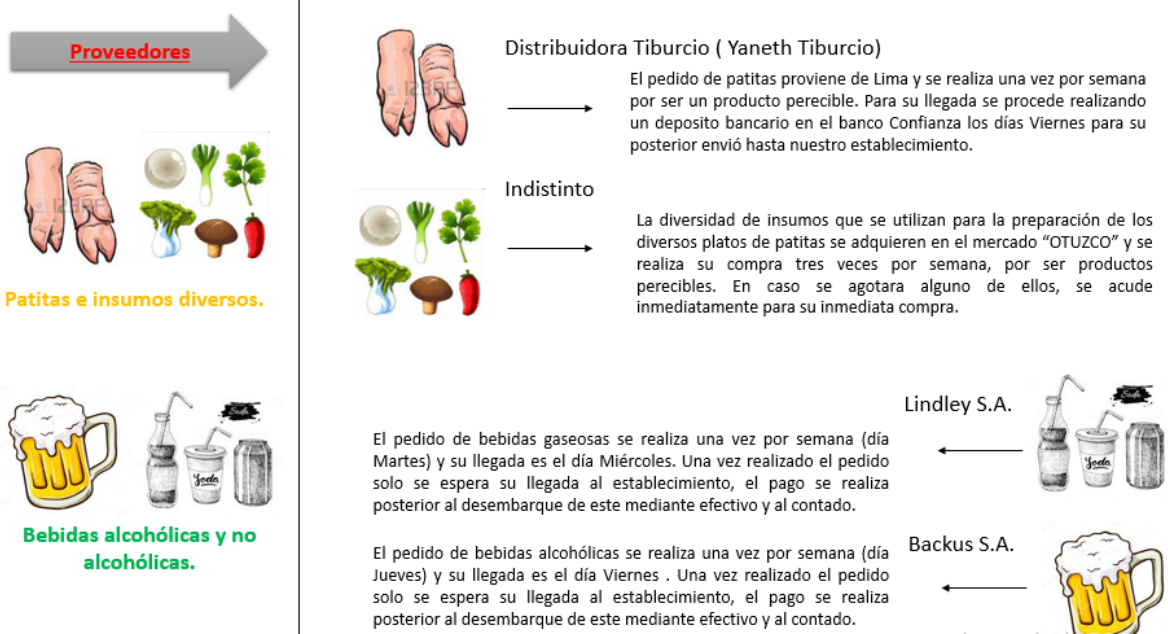 Proveedores
Patitas e insumos diversos.
Bebidas alcohólicas y no
alcohólicas.
Distribuidora Tiburcio ( Yaneth Tiburcio)
El pedido de patitas proviene de Lima y se realiza una vez por semana
por ser un producto perecible. Para su llegada se procede realizando
un deposito bancario en el banco Confianza los días Viernes para su
posterior envió hasta nuestro establecimiento.
Indistinto
La diversidad de insumos que se utilizan para la preparación de los
diversos platos de patitas se adquieren en el mercado “OTUZCO” y se
realiza su compra tres veces por semana, por ser productos
perecibles. En caso se agotara alguno de ellos, se acude
inmediatamente para su inmediata compra.
Lindley S.A.
El pedido de bebidas gaseosas se realiza una vez por semana (día
Martes) y su llegada es el día Miércoles. Una vez realizado el pedido
solo se espera su llegada al establecimiento, el pago se realiza
posterior al desembarque de este mediante efectivo y al contado.
Backus S.A.
El pedido de bebidas alcohólicas se realiza una vez por semana (día
Jueves) y su llegada es el día Viernes . Una vez realizado el pedido
solo se espera su llegada al establecimiento, el pago se realiza
posterior al desembarque de este mediante efectivo y al contado.
123RF
123RF
Soda
Soda